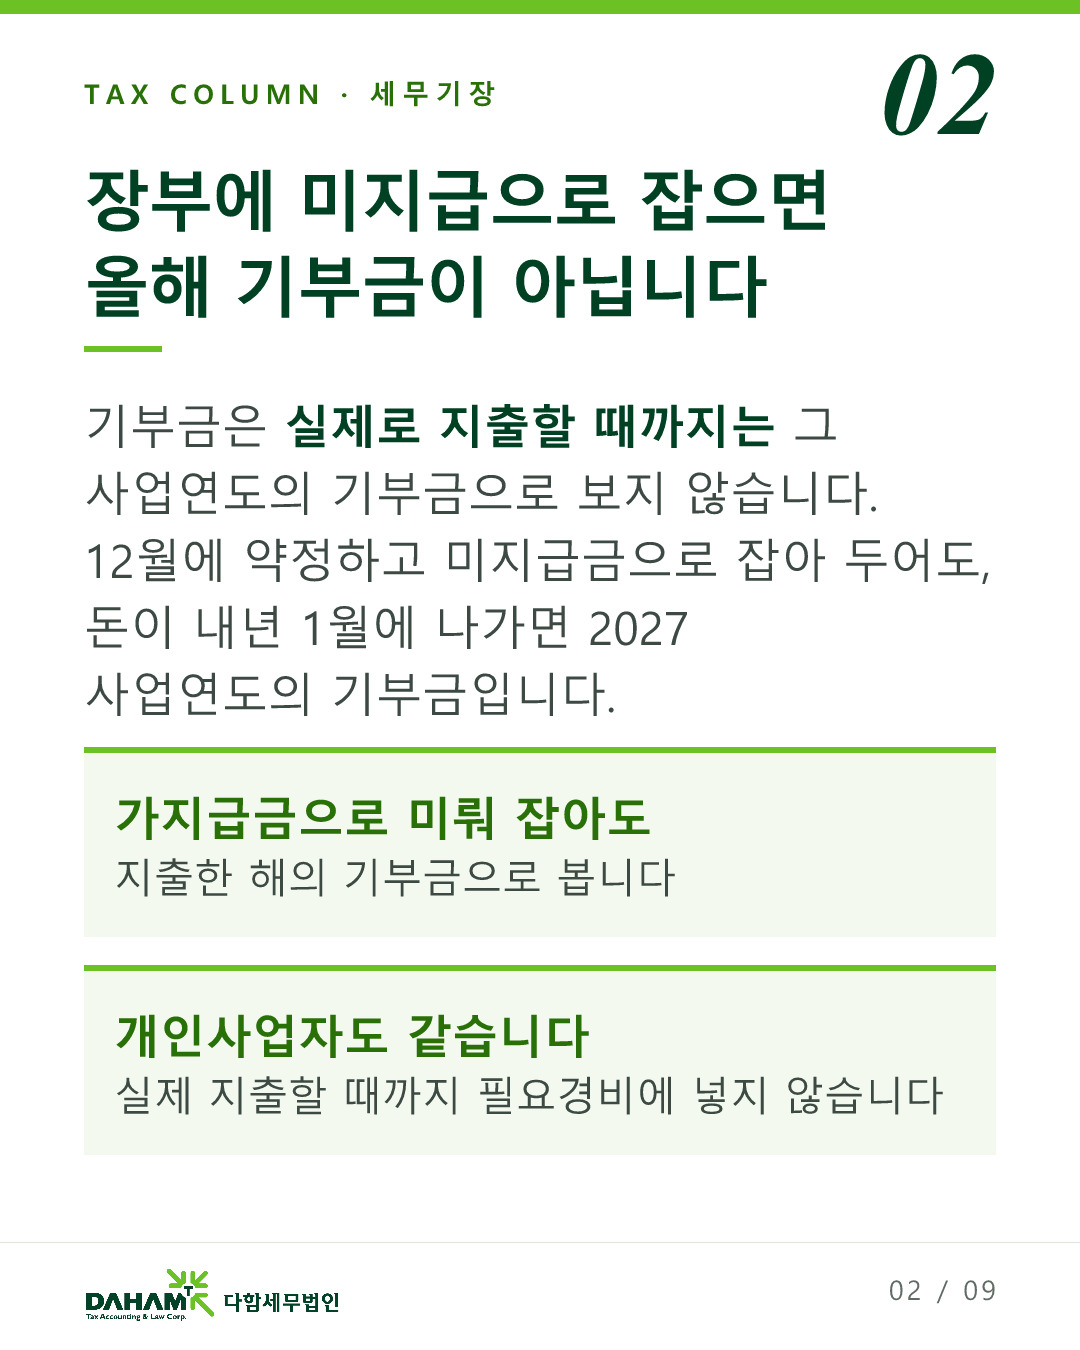 TAX COLUMN · 세무기장
02
장부에 미지급으로 잡으면
올해 기부금이 아닙니다
기부금은 실제로 지출할 때까지는 그
사업연도의 기부금으로 보지 않습니다.
12월에 약정하고 미지급금으로 잡아 두어도,
돈이 내년 1월에 나가면 2027
사업연도의 기부금입니다.
가지급금으로 미뤄 잡아도
지출한 해의 기부금으로 봅니다
개인사업자도 같습니다
실제 지출할 때까지 필요경비에 넣지 않습니다
DAHAM T 다함세무법인
Tax Accounting & Law Corp.
02 / 09